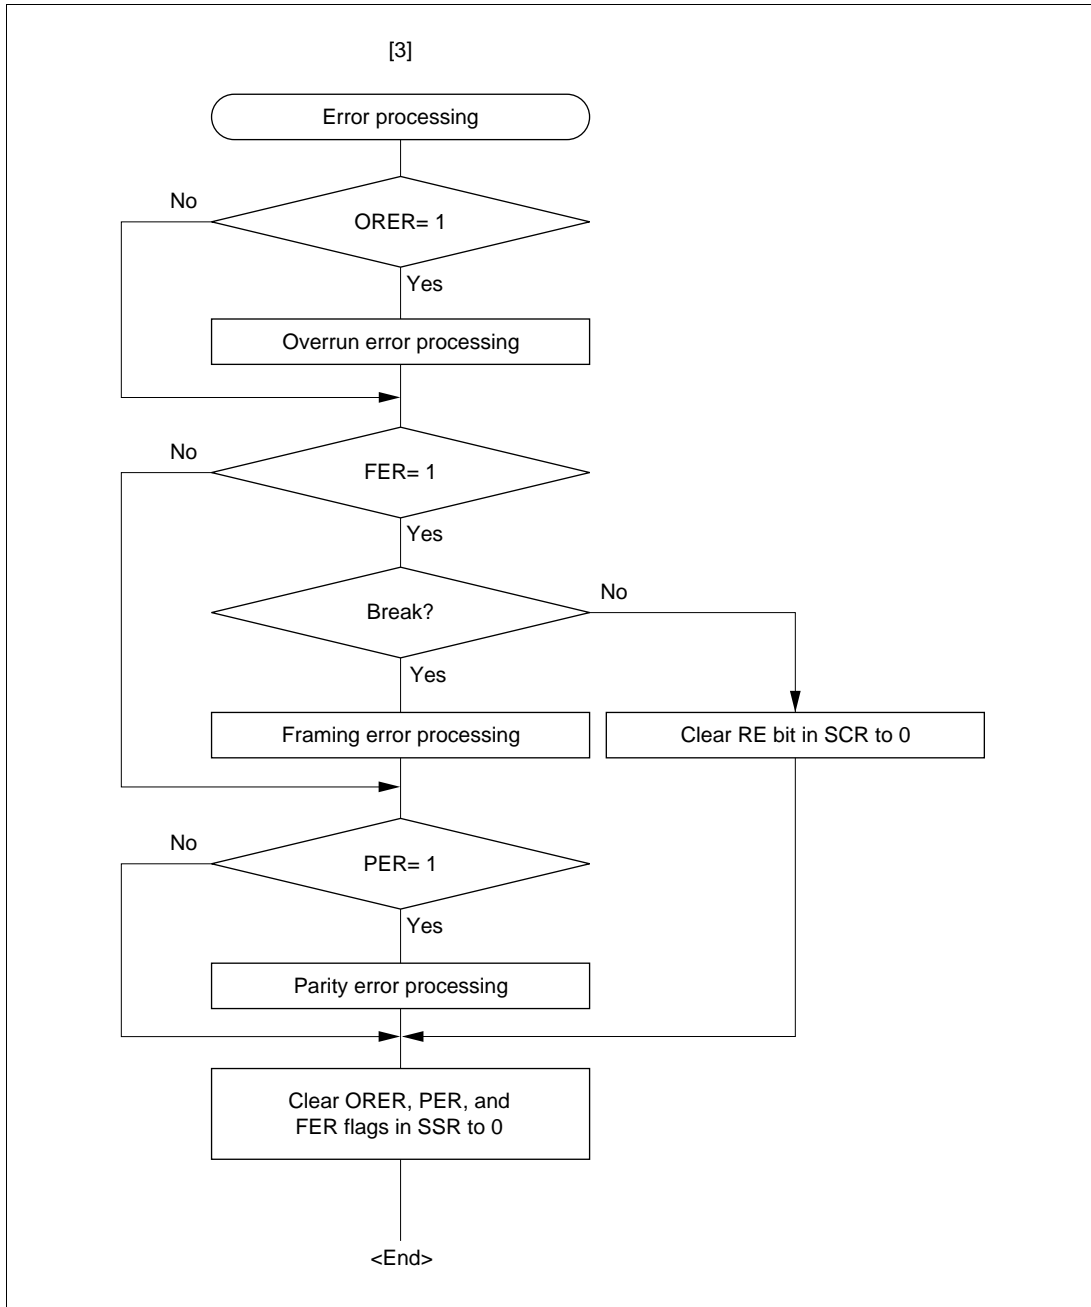 [3]
Error processing
No
ORER= 1
Yes
Overrun error processing
No
FER= 1
Yes
No
Break?
Yes
Framing error processing
Clear RE bit in SCR to 0
No
PER= 1
Yes
Parity error processing
Clear ORER, PER, and
FER flags in SSR to 0
<End>